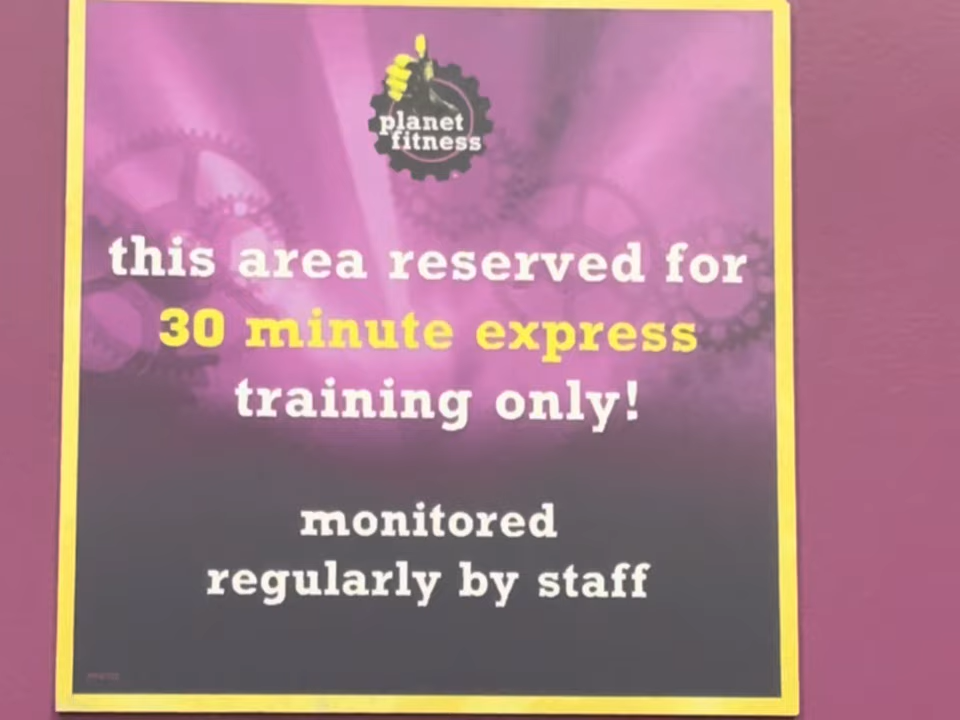 planet
fitness
this area reserved for
30 minute express
training only!
monitored
regularly by staff